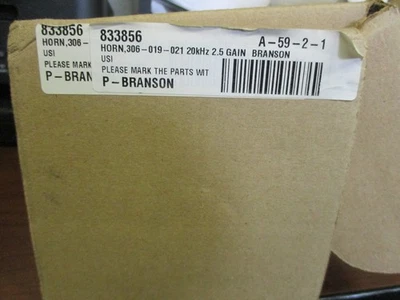 833856
HORN,306-
USI
PLEASE MARK
P-BRANSON
833856 A-59-2-1
HORN,306-019-021 20kHz 2.5 GAIN BRANSON
USI
PLEASE MARK THE PARTS WIT
P-BRANSON